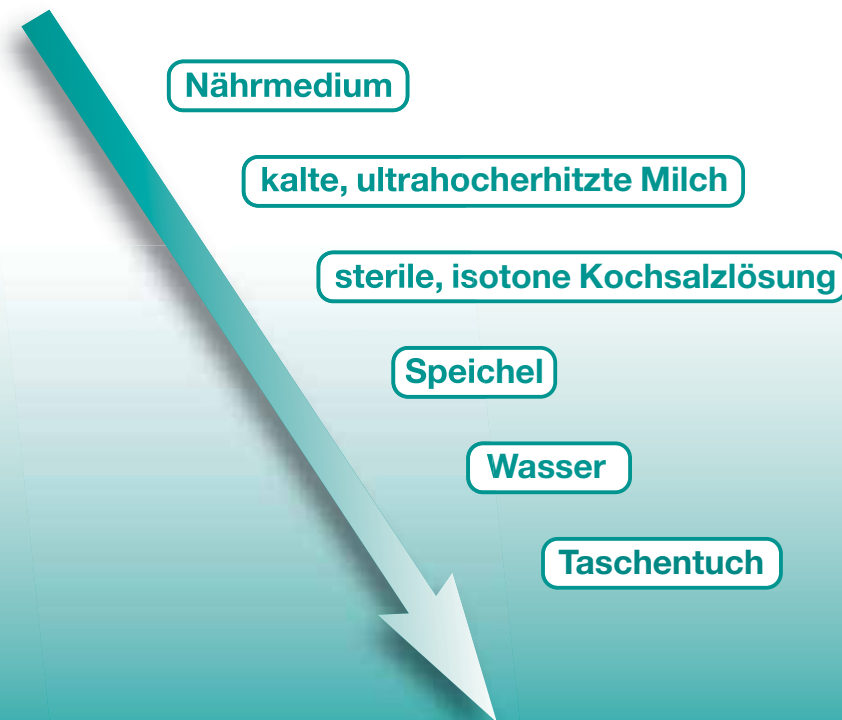 Nährmedium
kalte, ultrahocherhitzte Milch
sterile, isotone Kochsalzlösung
Speichel
Wasser
Taschentuch